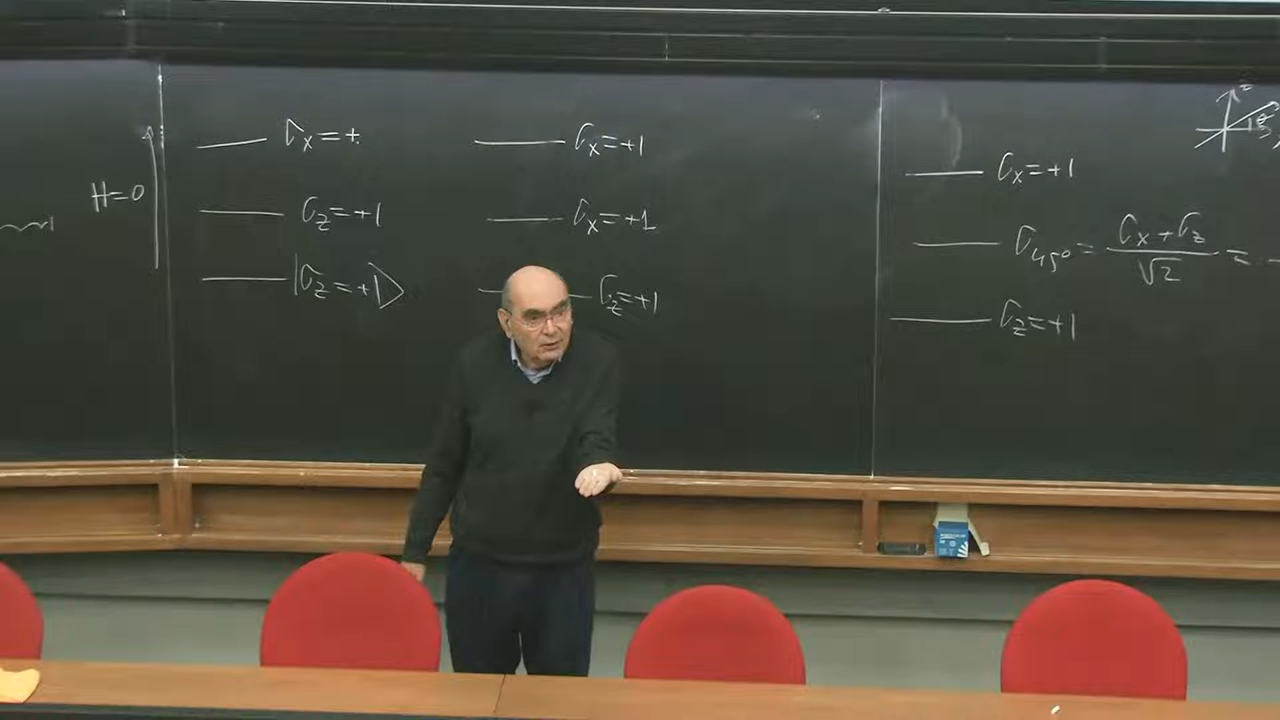 H=0
σx=+
σz=+1
|σz=+1⟩
σx=+1
σx=+1
σz=+1
z
θ
σx=+1
σ45° = (σx+σz)/√2 =
σz=+1